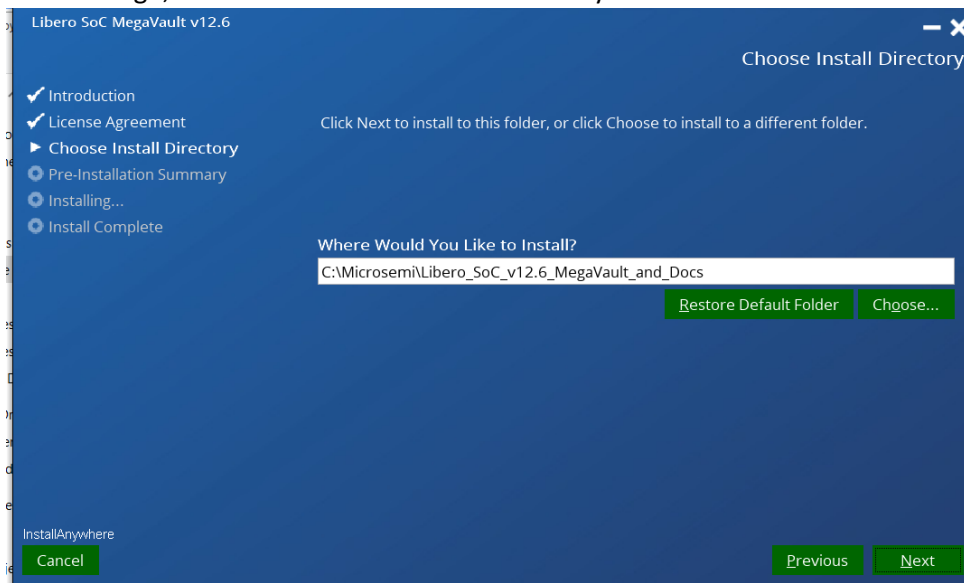 Libero SoC MegaVault v12.6
Choose Install Directory
Introduction
License Agreement
Choose Install Directory
Pre-Installation Summary
Installing...
Install Complete
Click Next to install to this folder, or click Choose to install to a different folder.
Where Would You Like to Install?
C:\Microsemi\Libero_SoC_v12.6_MegaVault_and_Docs
Restore Default Folder
Choose...
InstallAnywhere
Cancel
Previous
Next